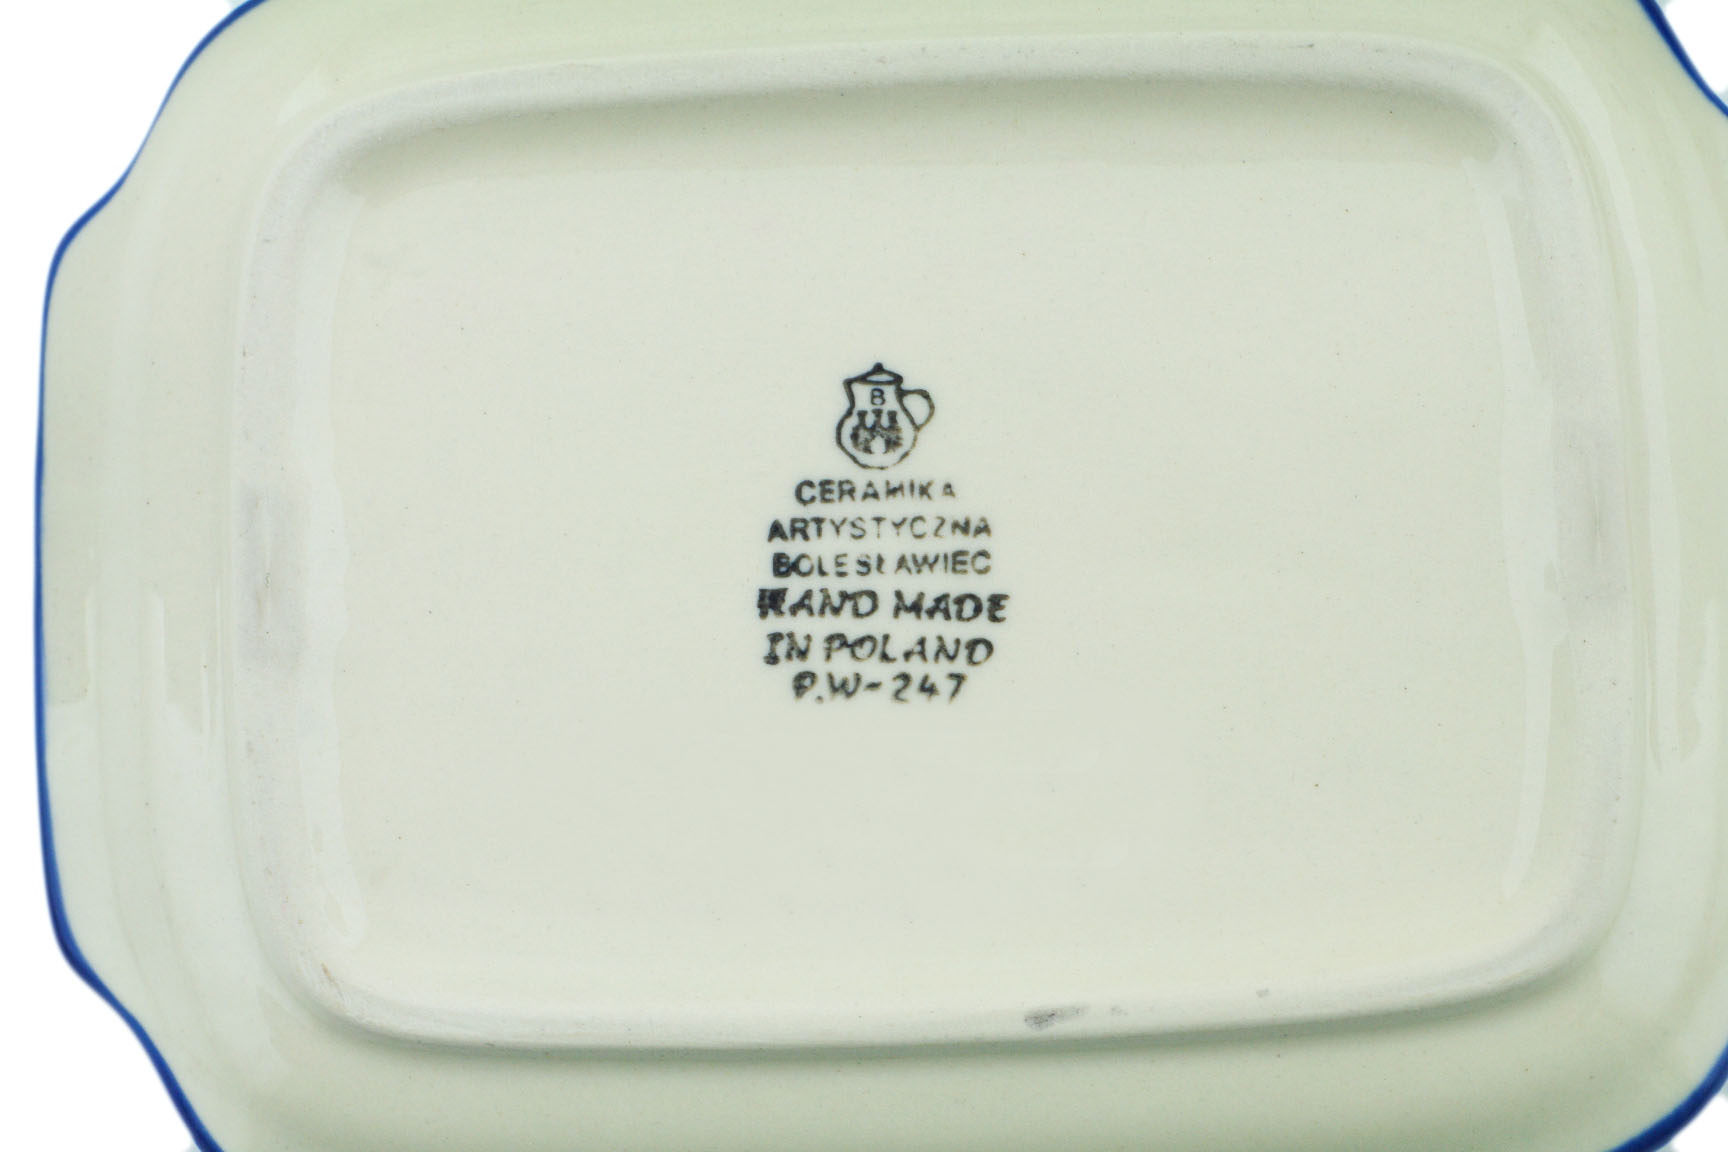 B
CERAMIKA
ARTYSTYCZNA
BOLESŁAWIEC
HAND MADE
IN POLAND
P.W-247